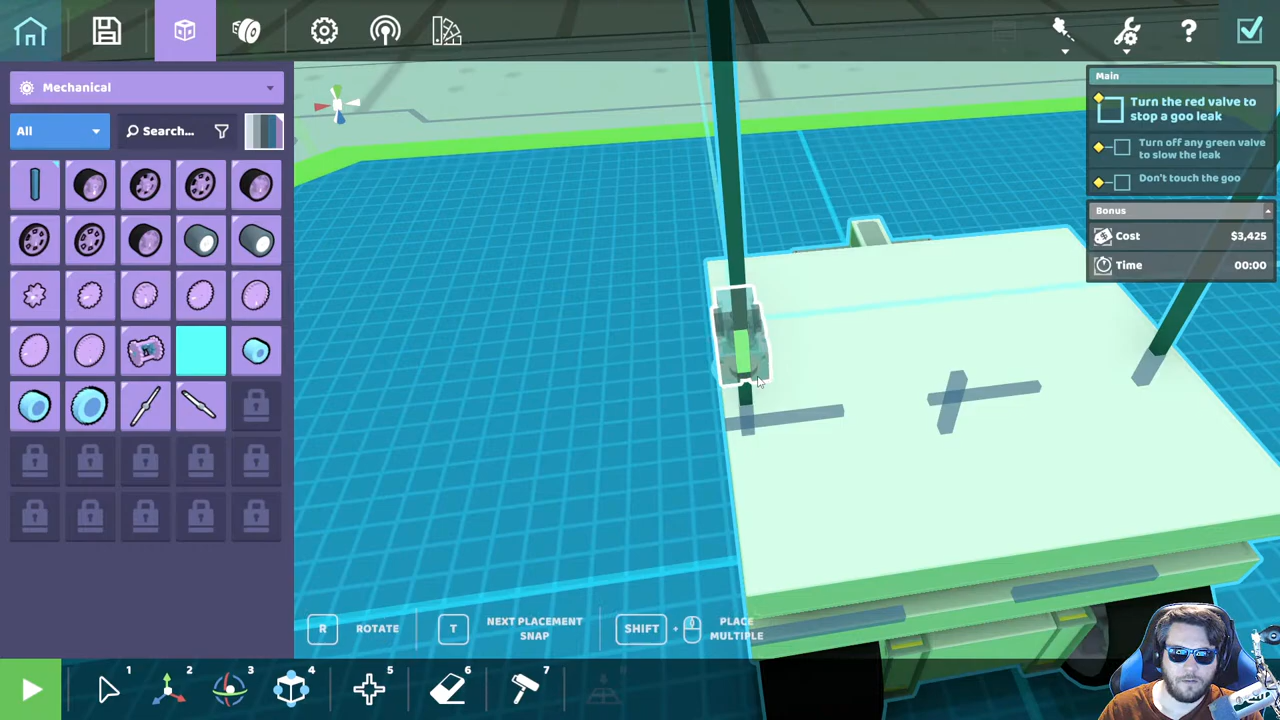 Mechanical
All
Search...
Main
Turn the red valve to
stop a goo leak
Turn off any green valve
to slow the leak
Don't touch the goo
Bonus
Cost $3,425
Time 00:00
R ROTATE
T NEXT PLACEMENT
SNAP
SHIFT + PLACE
MULTIPLE
1
2
3
4
5
6
7